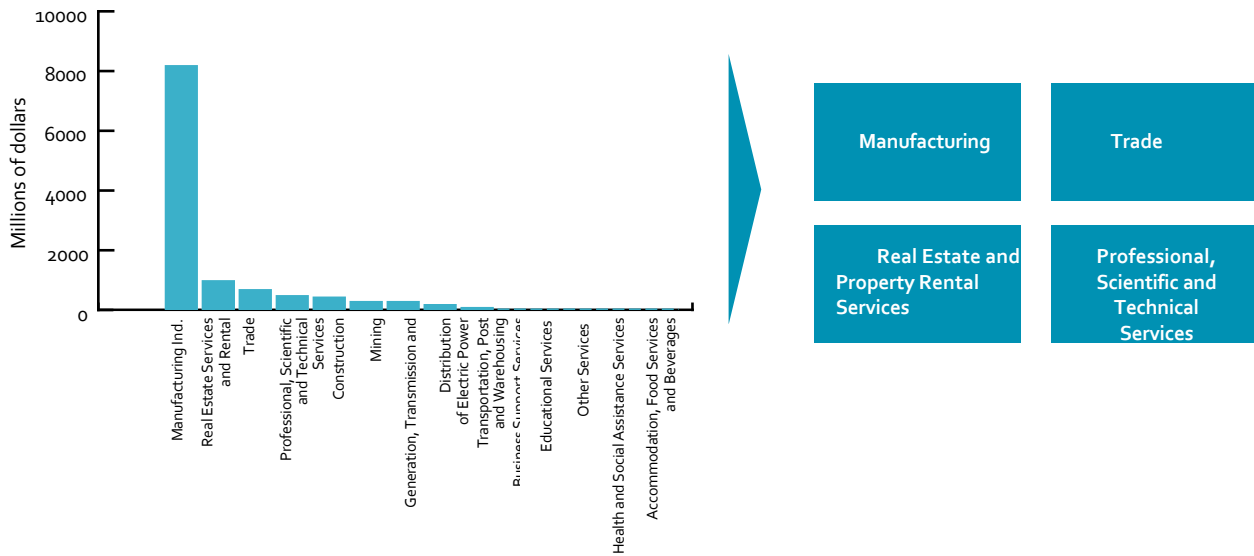 10000
8000
6000
4000
2000
0
Millions of dollars
Manufacturing Ind.
Real Estate Services
and Rental
Trade
Professional, Scientific
and Technical
Services
Construction
Mining
Generation, Transmission and
Distribution
of Electric Power
Transportation, Post
and Warehousing
Business Support Services
Educational Services
Other Services
Health and Social Assistance Services
Accommodation, Food Services
and Beverages
Manufacturing
Trade
Real Estate and
Property Rental
Services
Professional,
Scientific and
Technical
Services